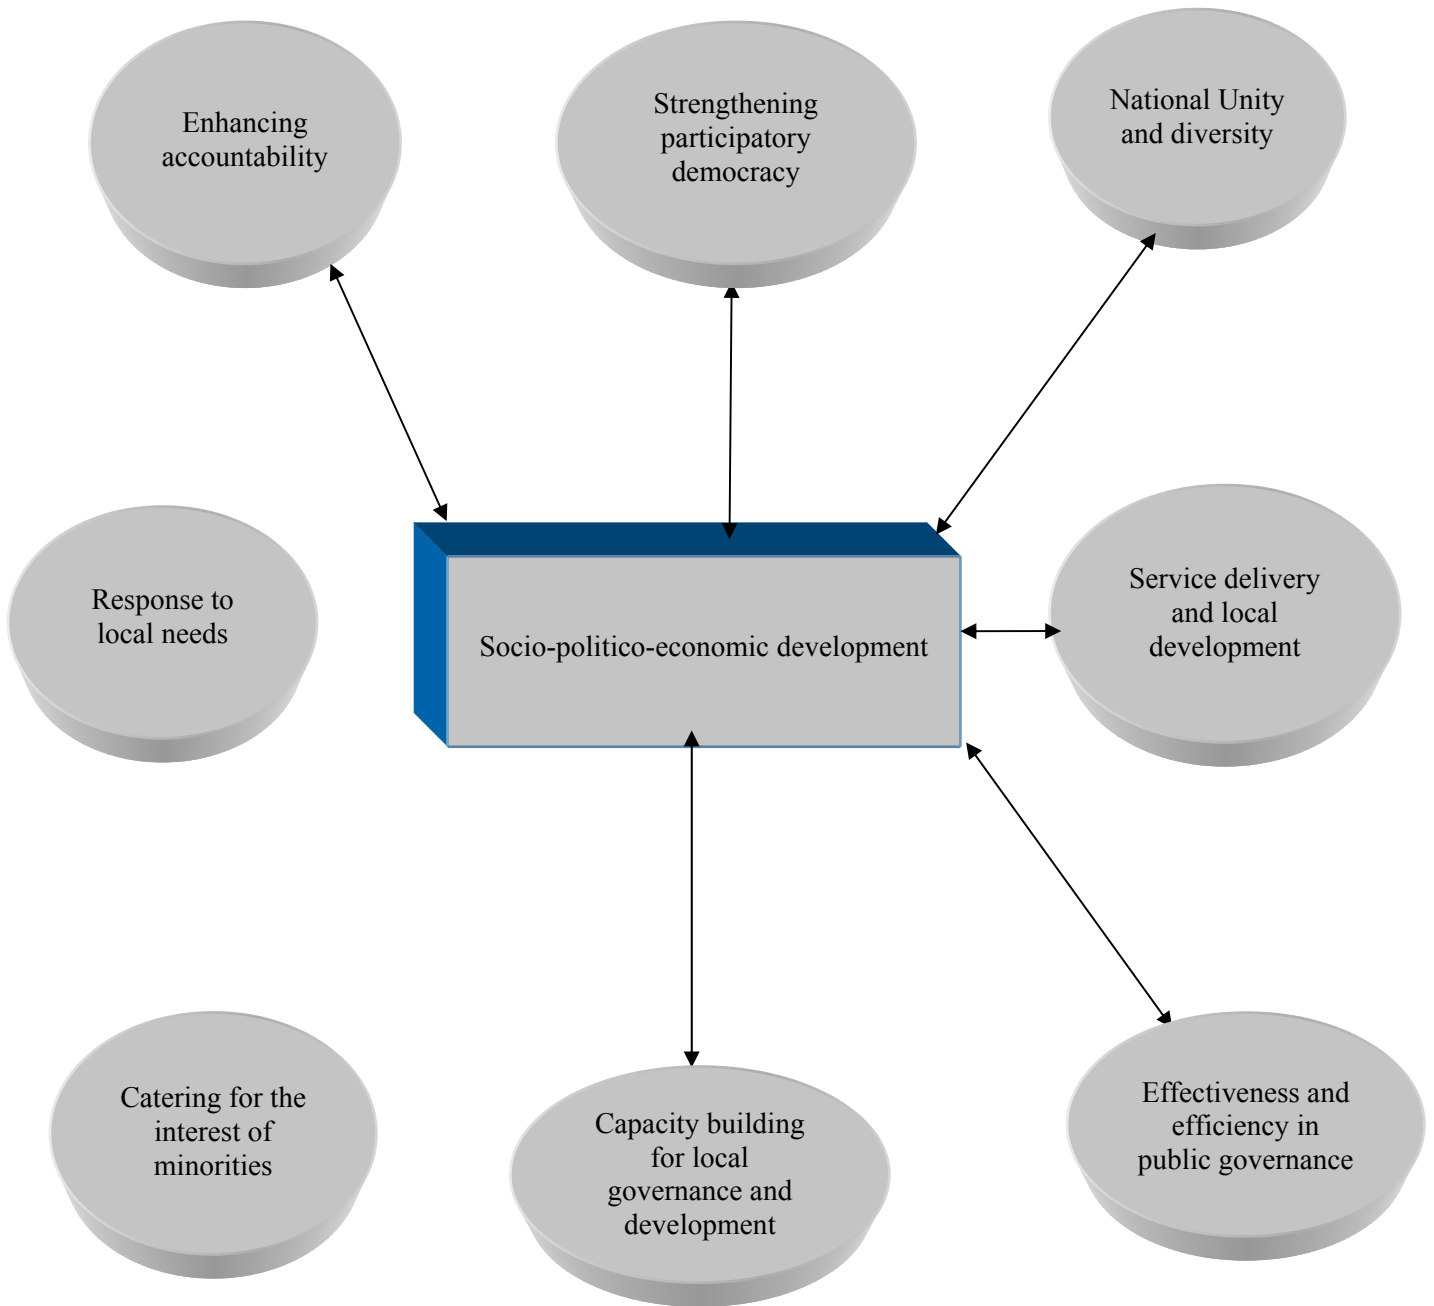 Enhancing
accountability
Strengthening
participatory
democracy
National Unity
and diversity
Response to
local needs
Socio-politico-economic development
Service delivery
and local
development
Catering for the
interest of
minorities
Capacity building
for local
governance and
development
Effectiveness and
efficiency in
public governance